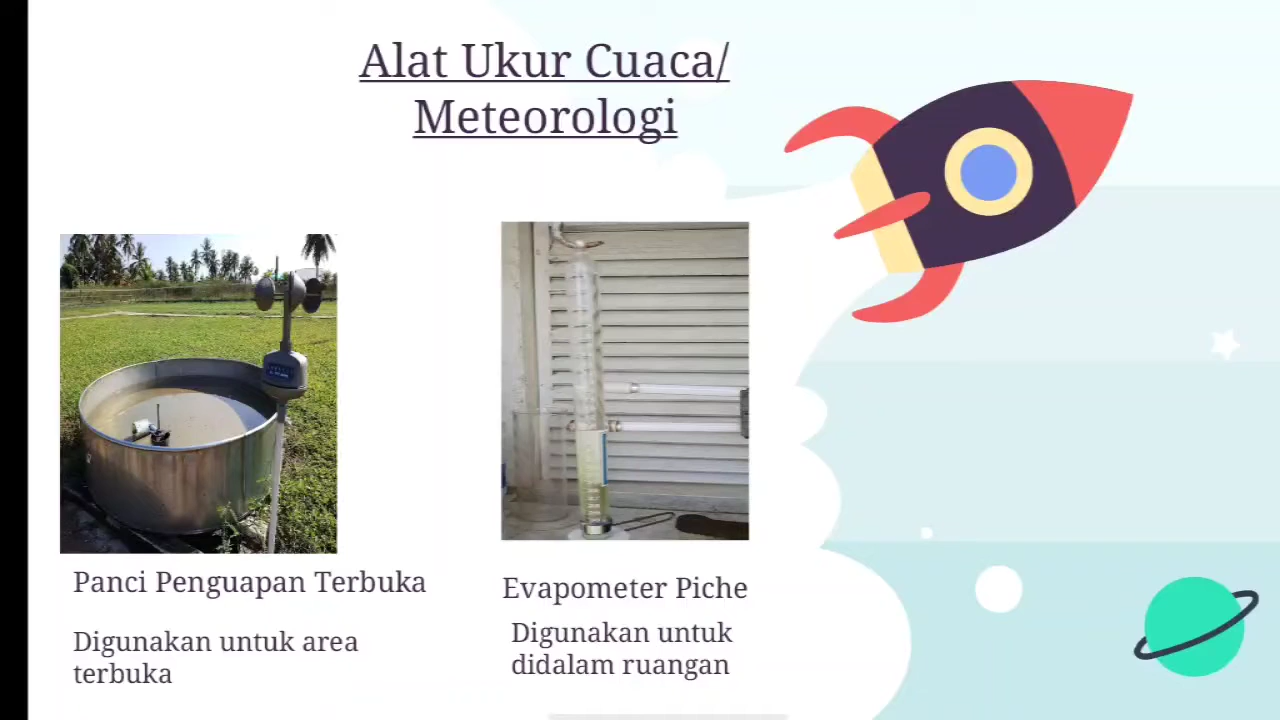 Alat Ukur Cuaca/
Meteorologi
Panci Penguapan Terbuka
Digunakan untuk area
terbuka
Evapometer Piche
Digunakan untuk
didalam ruangan